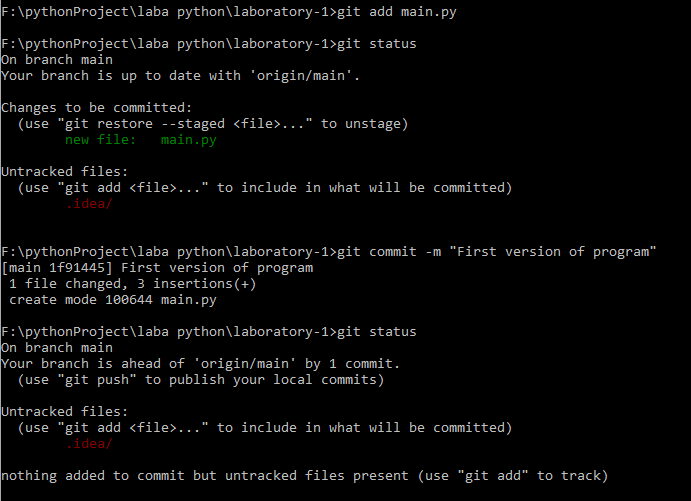 F:\pythonProject\laba python\laboratory-1>git add main.py
F:\pythonProject\laba python\laboratory-1>git status
On branch main
Your branch is up to date with 'origin/main'.
Changes to be committed:
  (use "git restore --staged <file>..." to unstage)
        new file:   main.py
Untracked files:
  (use "git add <file>..." to include in what will be committed)
        .idea/
F:\pythonProject\laba python\laboratory-1>git commit -m "First version of program"
[main 1f91445] First version of program
 1 file changed, 3 insertions(+)
 create mode 100644 main.py
F:\pythonProject\laba python\laboratory-1>git status
On branch main
Your branch is ahead of 'origin/main' by 1 commit.
  (use "git push" to publish your local commits)
Untracked files:
  (use "git add <file>..." to include in what will be committed)
        .idea/
nothing added to commit but untracked files present (use "git add" to track)